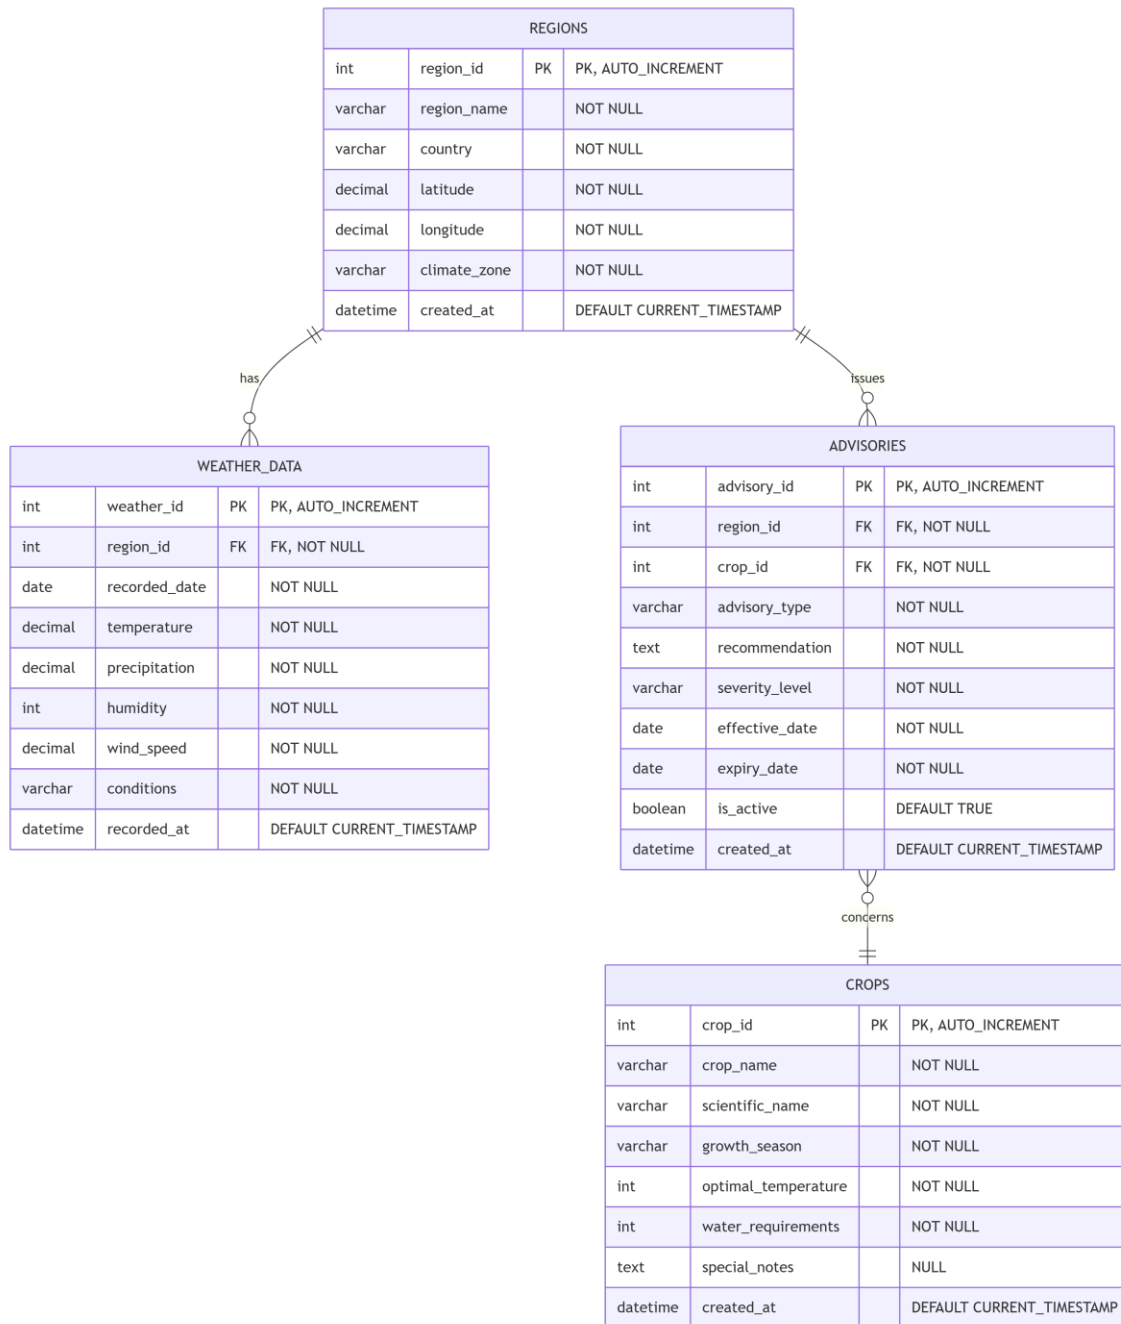 REGIONS
int region_id PK PK, AUTO_INCREMENT
varchar region_name NOT NULL
varchar country NOT NULL
decimal latitude NOT NULL
decimal longitude NOT NULL
varchar climate_zone NOT NULL
datetime created_at DEFAULT CURRENT_TIMESTAMP
has
issues
WEATHER_DATA
int weather_id PK PK, AUTO_INCREMENT
int region_id FK FK, NOT NULL
date recorded_date NOT NULL
decimal temperature NOT NULL
decimal precipitation NOT NULL
int humidity NOT NULL
decimal wind_speed NOT NULL
varchar conditions NOT NULL
datetime recorded_at DEFAULT CURRENT_TIMESTAMP
ADVISORIES
int advisory_id PK PK, AUTO_INCREMENT
int region_id FK FK, NOT NULL
int crop_id FK FK, NOT NULL
varchar advisory_type NOT NULL
text recommendation NOT NULL
varchar severity_level NOT NULL
date effective_date NOT NULL
date expiry_date NOT NULL
boolean is_active DEFAULT TRUE
datetime created_at DEFAULT CURRENT_TIMESTAMP
concerns
CROPS
int crop_id PK PK, AUTO_INCREMENT
varchar crop_name NOT NULL
varchar scientific_name NOT NULL
varchar growth_season NOT NULL
int optimal_temperature NOT NULL
int water_requirements NOT NULL
text special_notes NULL
datetime created_at DEFAULT CURRENT_TIMESTAMP